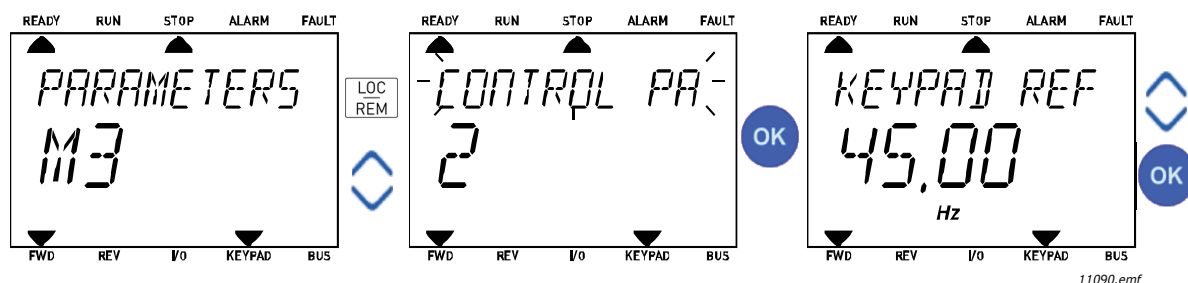 READY RUN STOP ALARM FAULT
PARAMETERS
M3
FWD REV I/O KEYPAD BUS
LOC
REM
READY RUN STOP ALARM FAULT
CONTROL PA
2
FWD REV I/O KEYPAD BUS
OK
READY RUN STOP ALARM FAULT
KEYPAD REF
45.00
Hz
FWD REV I/O KEYPAD BUS
OK
11090.emf